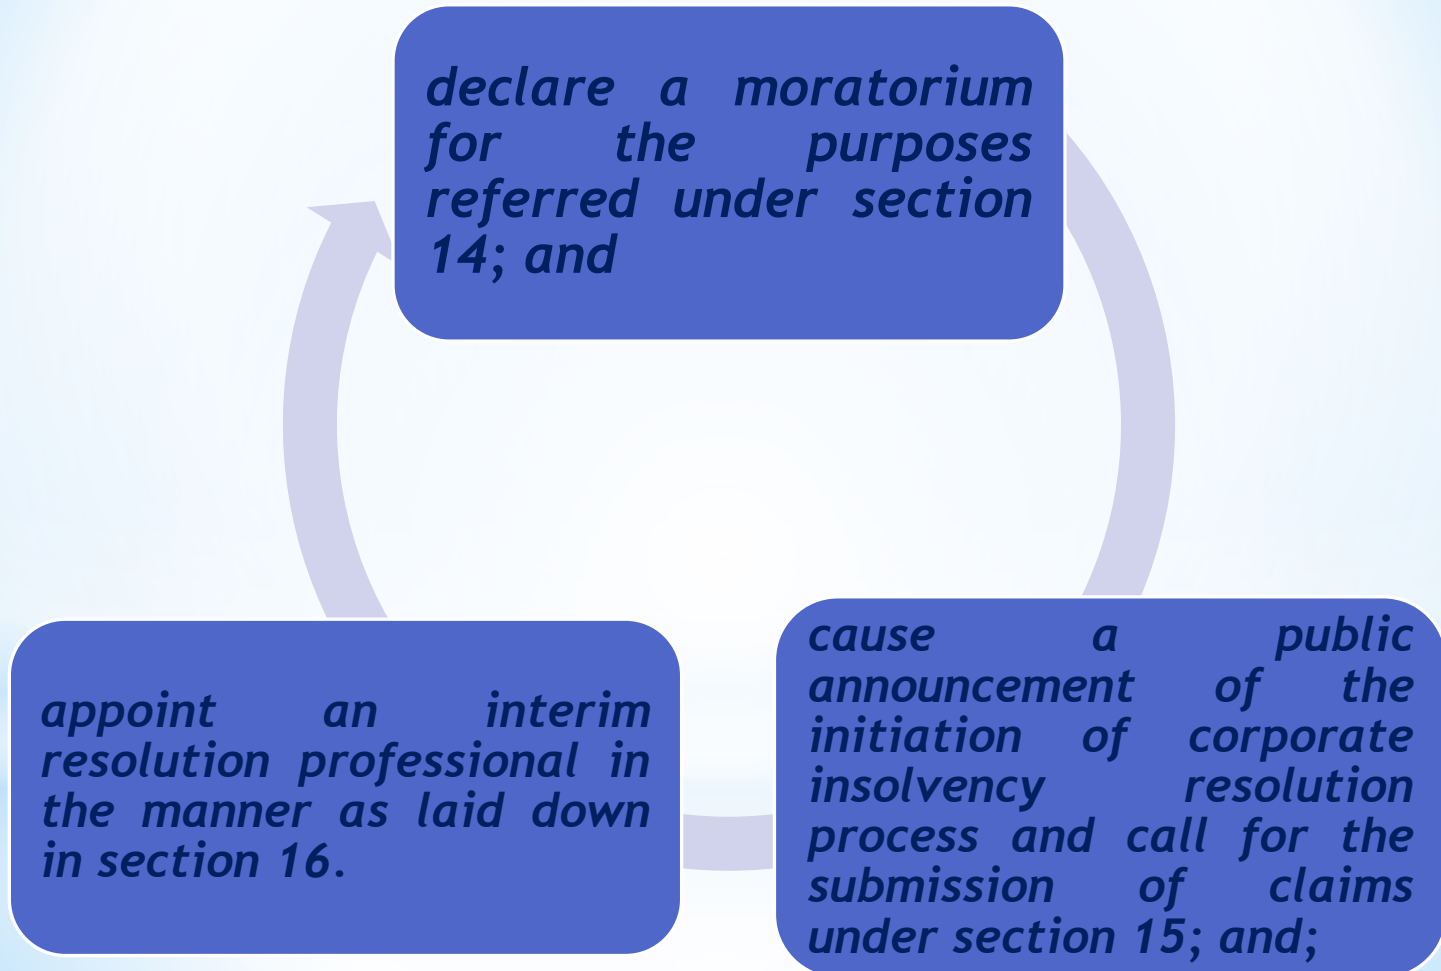 declare a moratorium
for the purposes
referred under section
14; and
cause a public
announcement of the
initiation of corporate
insolvency resolution
process and call for the
submission of claims
under section 15; and;
appoint an interim
resolution professional in
the manner as laid down
in section 16.